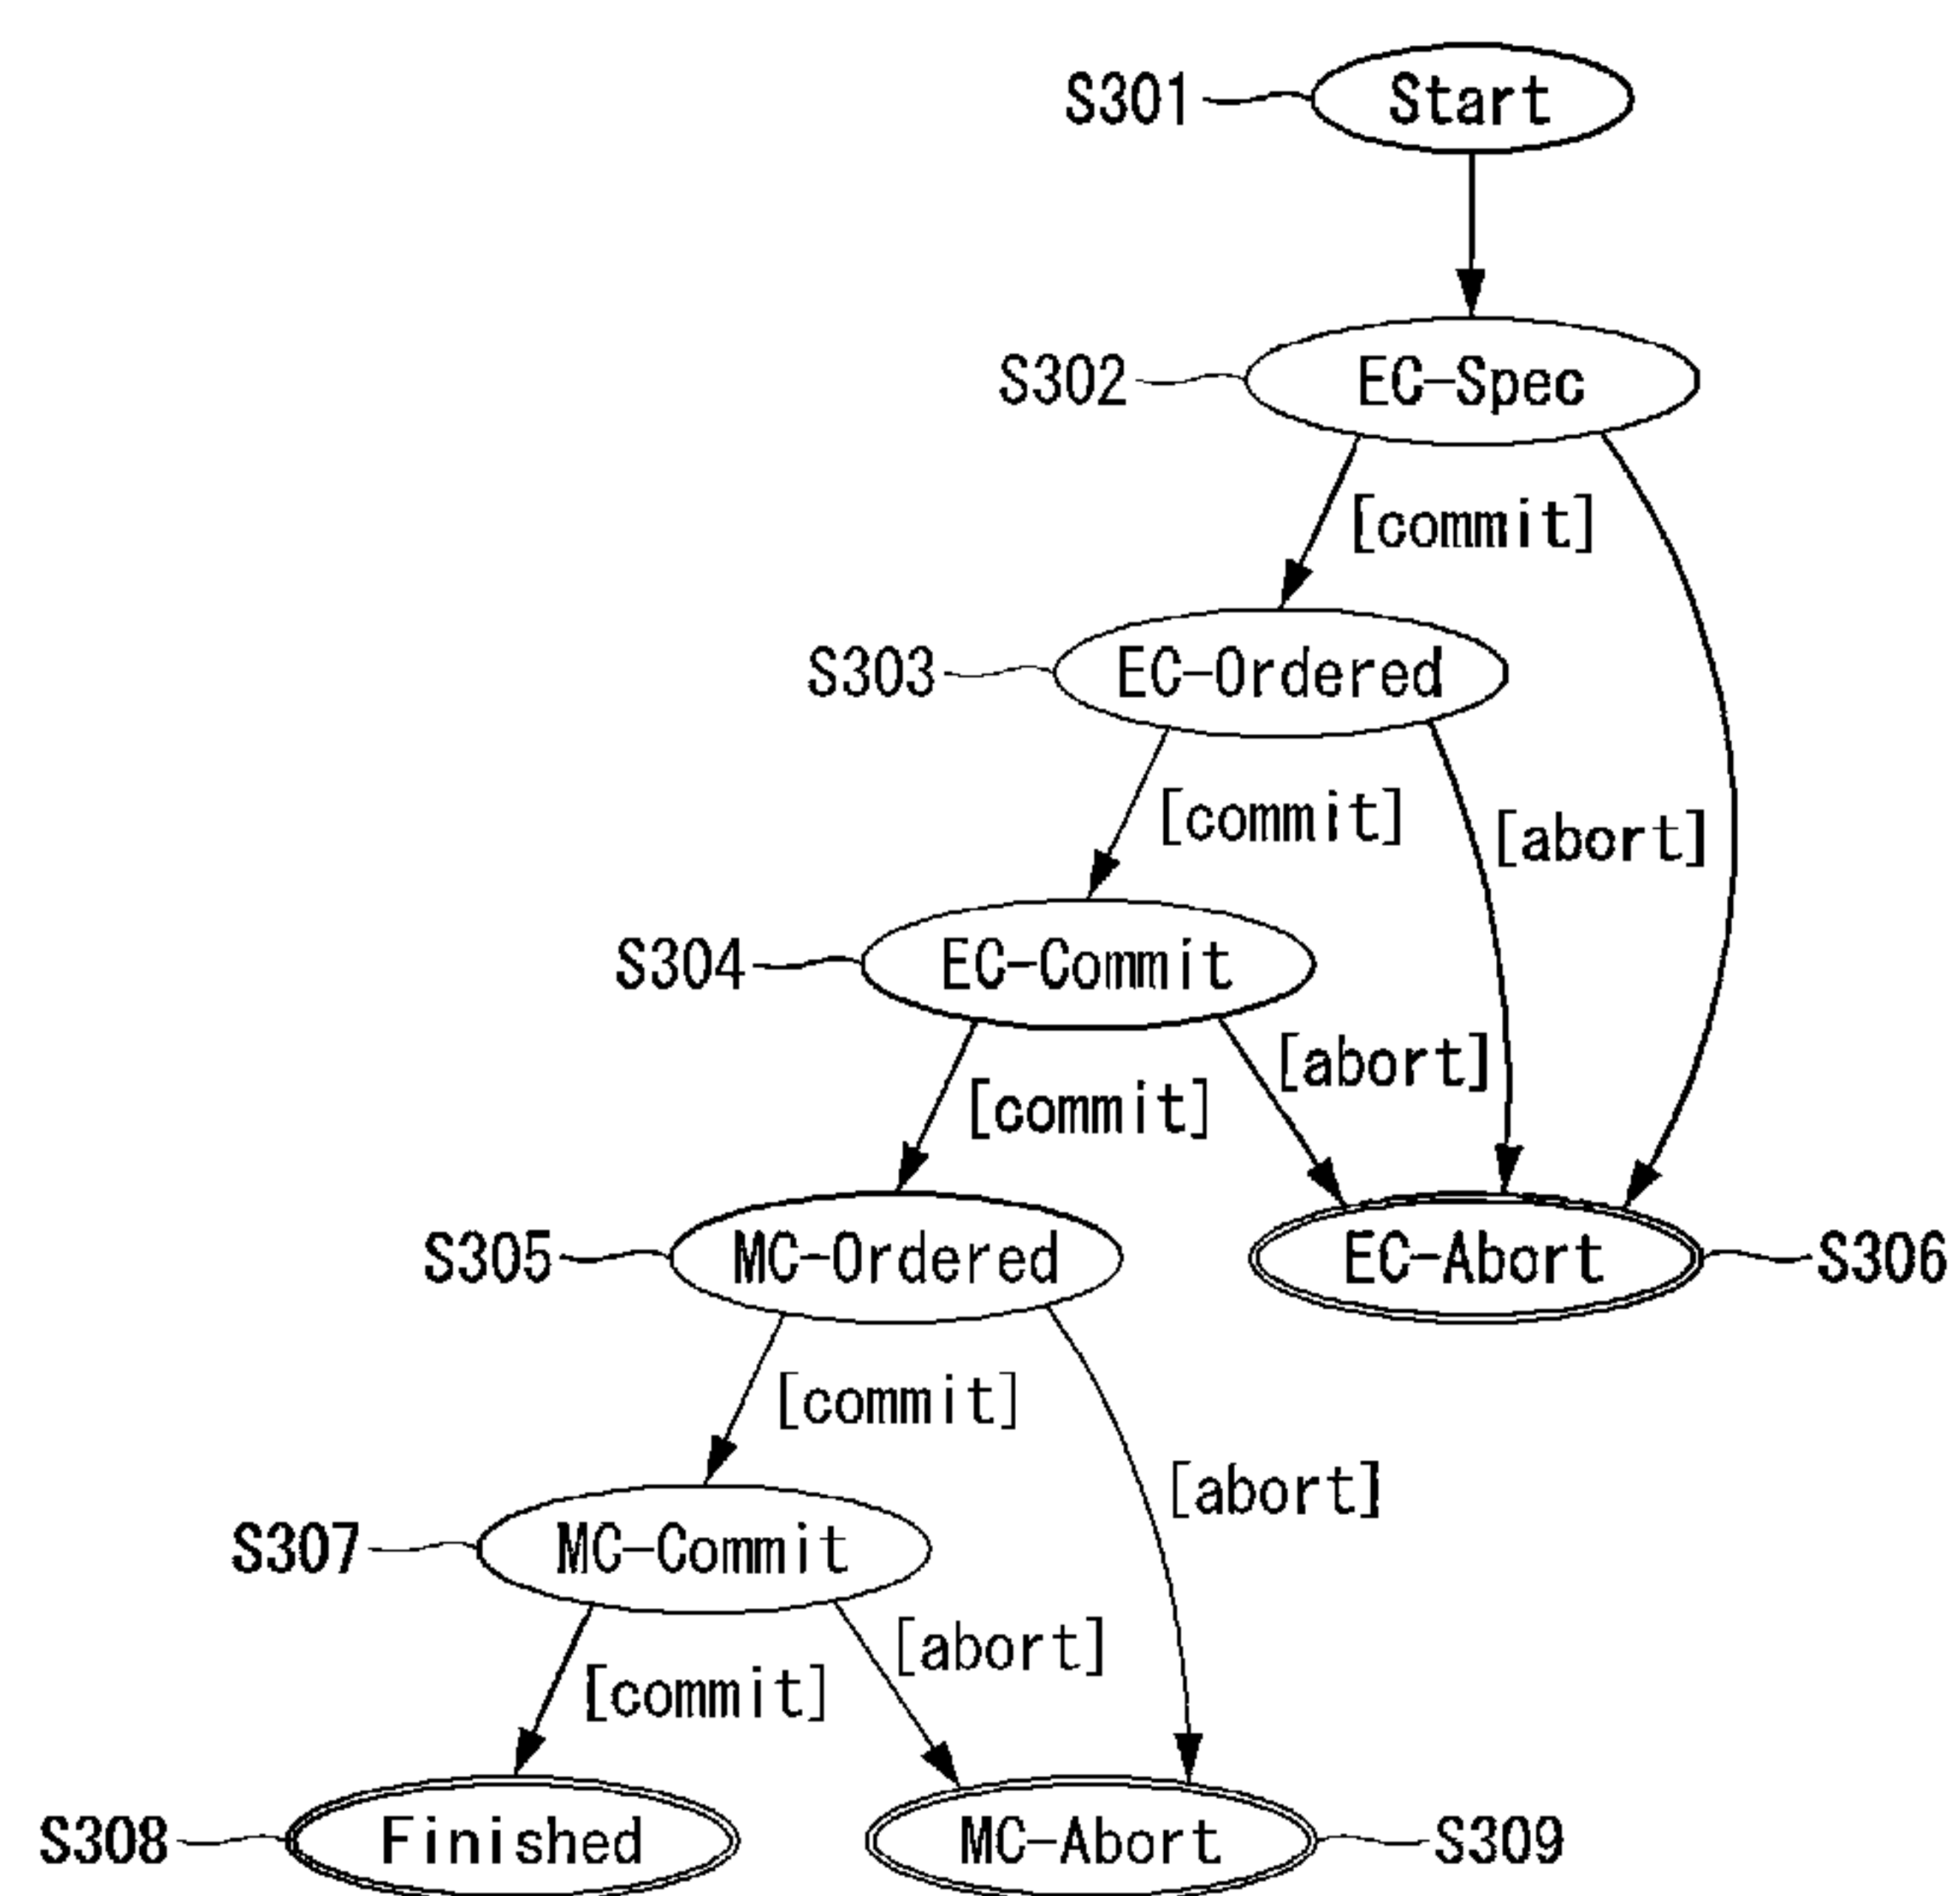 S301 Start
S302 EC-Spec
[commit]
S303 EC-Ordered
[commit] [abort]
S304 EC-Commit
[abort]
[commit]
S305 MC-Ordered EC-Abort S306
[commit]
[abort]
S307 MC-Commit
[abort]
[commit]
S308 Finished MC-Abort S309